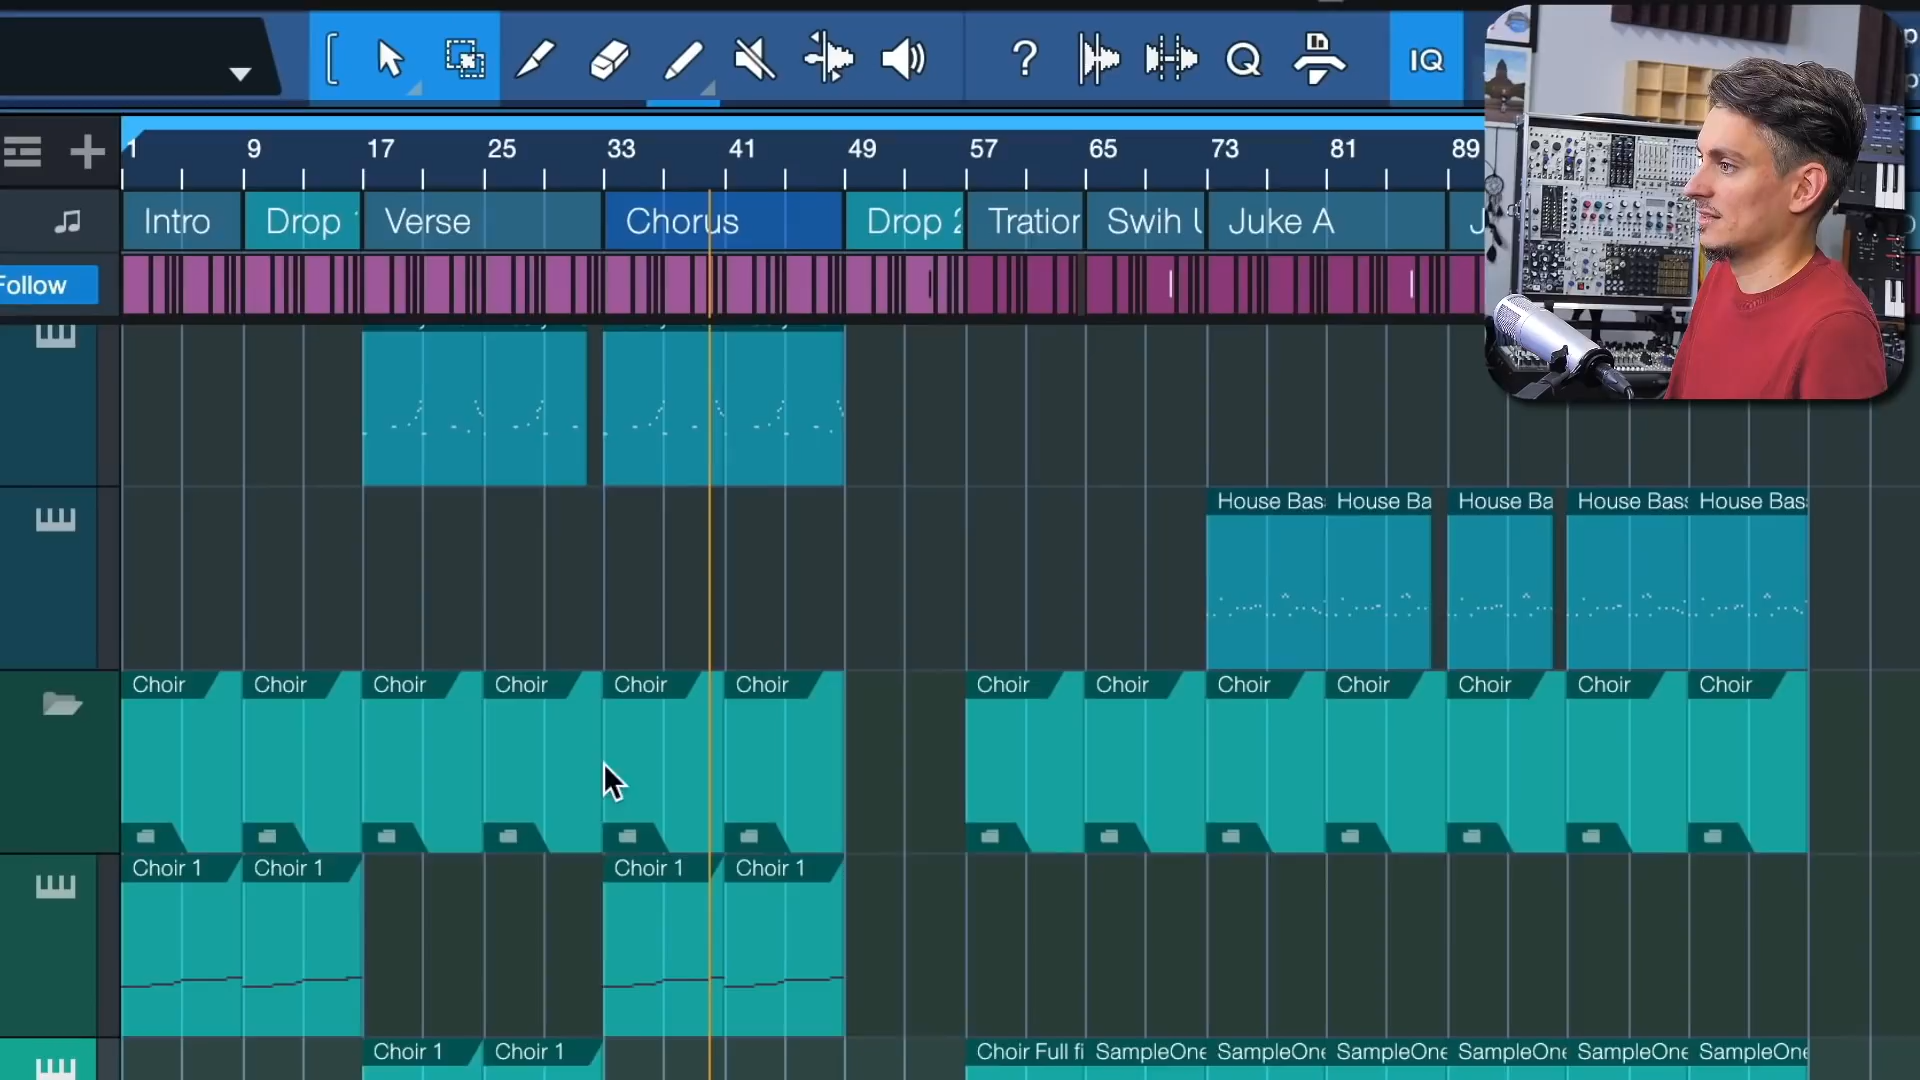 ? Q IQ
1 9 17 25 33 41 49 57 65 73 81 89
Intro Drop Verse Chorus Drop 2 Tratior Swih Juke A
Follow
House Bas House Ba House Ba House Bas House Bas
Choir Choir Choir Choir Choir Choir Choir Choir Choir Choir Choir Choir Choir
Choir 1 Choir 1 Choir 1 Choir 1
Choir 1 Choir 1 Choir Full fi SampleOne SampleOne SampleOne SampleOne SampleOne SampleOne